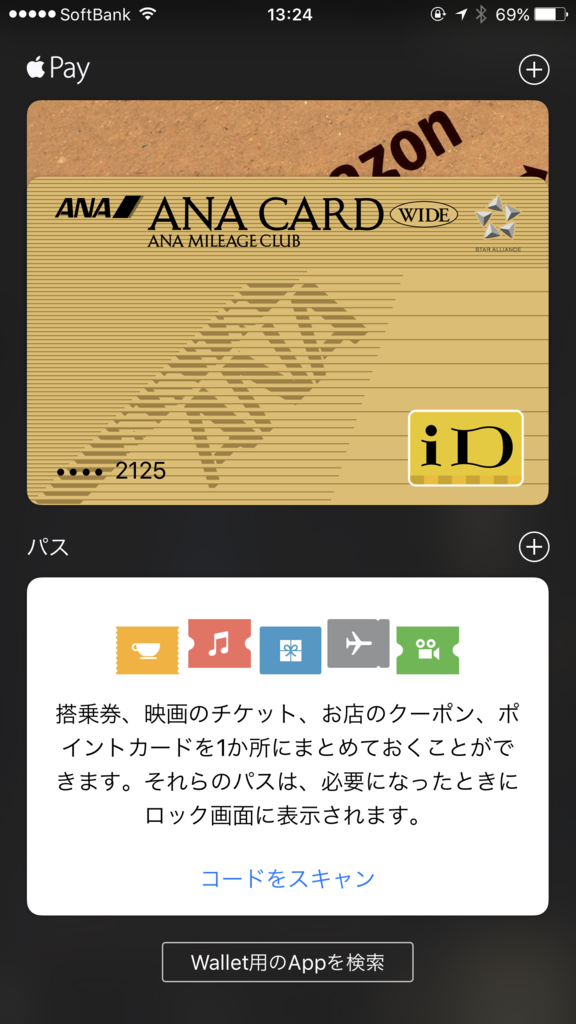 ●●●●● SoftBank 13:24 69%
Pay
azon
ANA ANA CARD WIDE
ANA MILEAGE CLUB
STAR ALLIANCE
•••• 2125
iD
パス
搭乗券、映画のチケット、お店のクーポン、ポ
イントカードを1か所にまとめておくことがで
きます。それらのパスは、必要になったときに
ロック画面に表示されます。
コードをスキャン
Wallet用のAppを検索